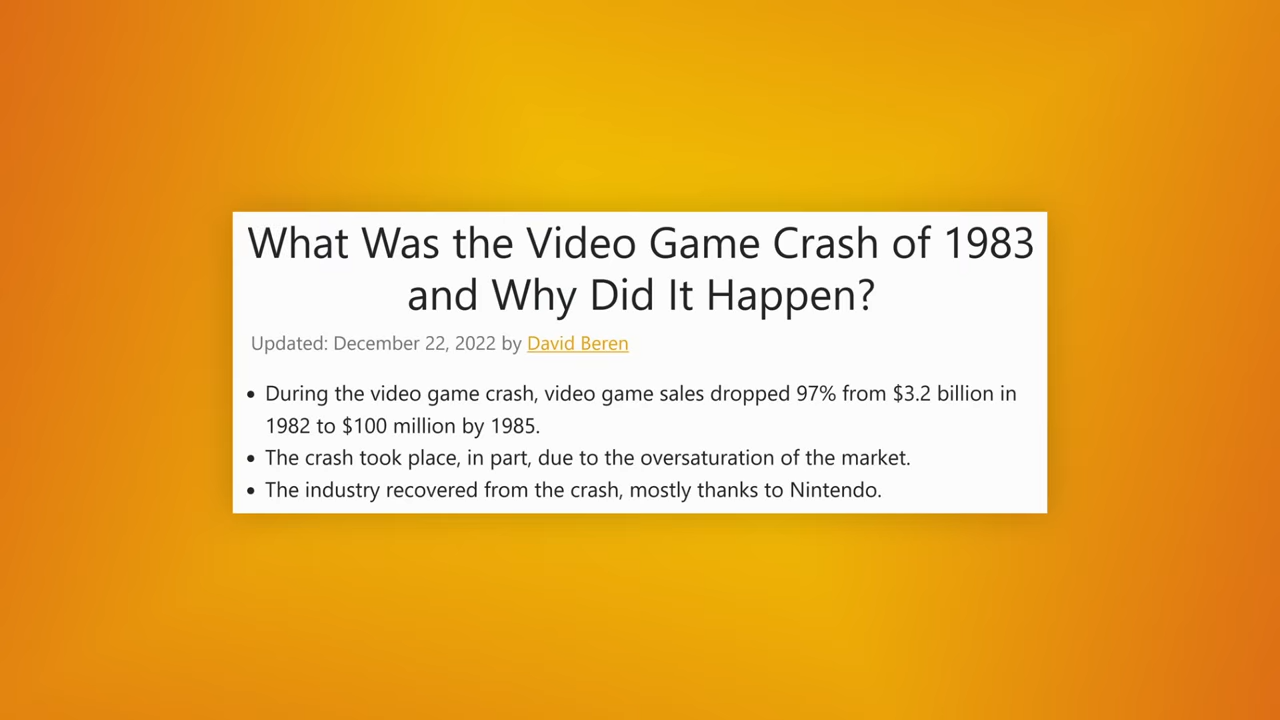 What Was the Video Game Crash of 1983
and Why Did It Happen?
Updated: December 22, 2022 by David Beren
• During the video game crash, video game sales dropped 97% from $3.2 billion in
1982 to $100 million by 1985.
• The crash took place, in part, due to the oversaturation of the market.
• The industry recovered from the crash, mostly thanks to Nintendo.